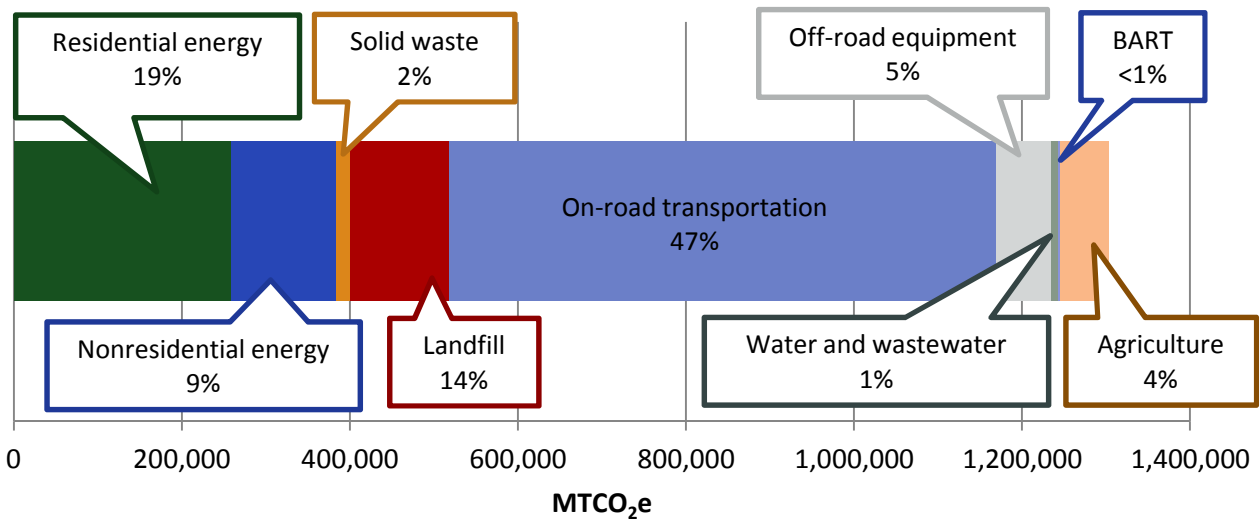 Residential energy
19%
Solid waste
2%
Off-road equipment
5%
BART
<1%
On-road transportation
47%
Nonresidential energy
9%
Landfill
14%
Water and wastewater
1%
Agriculture
4%
0
200,000
400,000
600,000
800,000
1,000,000
1,200,000
1,400,000
MTCO₂e